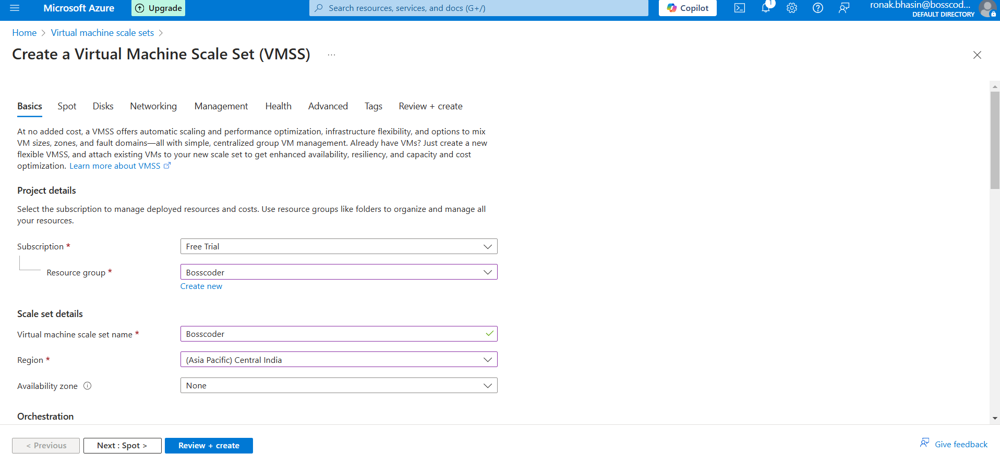 Microsoft Azure
Upgrade
Search resources, services, and docs (G+/)
Copilot
1
ronak.bhasin@bosscod...
DEFAULT DIRECTORY
Home > Virtual machine scale sets >
Create a Virtual Machine Scale Set (VMSS) ...
Basics Spot Disks Networking Management Health Advanced Tags Review + create
At no added cost, a VMSS offers automatic scaling and performance optimization, infrastructure flexibility, and options to mix
VM sizes, zones, and fault domains—all with simple, centralized group VM management. Already have VMs? Just create a new
flexible VMSS, and attach existing VMs to your new scale set to get enhanced availability, resiliency, and capacity and cost
optimization. Learn more about VMSS
Project details
Select the subscription to manage deployed resources and costs. Use resource groups like folders to organize and manage all
your resources.
Subscription * Free Trial
Resource group * Bosscoder
Create new
Scale set details
Virtual machine scale set name * Bosscoder
Region * (Asia Pacific) Central India
Availability zone None
Orchestration
< Previous Next : Spot > Review + create Give feedback